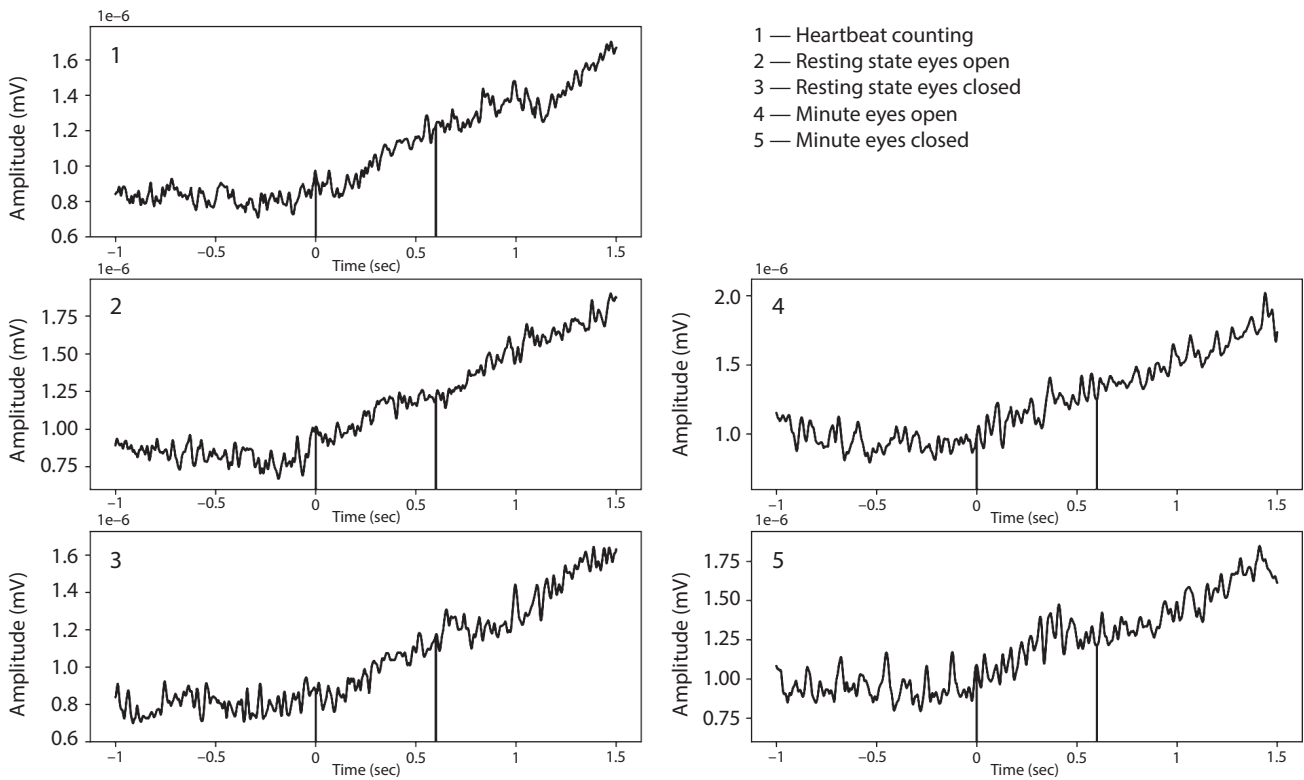 1e–6
1
Amplitude (mV)
1.6
1.4
1.2
1.0
0.8
0.6
–1 –0.5 0 0.5 1 1.5
Time (sec)
1 — Heartbeat counting
2 — Resting state eyes open
3 — Resting state eyes closed
4 — Minute eyes open
5 — Minute eyes closed
1e–6
2
Amplitude (mV)
1.75
1.50
1.25
1.00
0.75
–1 –0.5 0 0.5 1 1.5
Time (sec)
1e–6
4
Amplitude (mV)
2.0
1.5
1.0
–1 –0.5 0 0.5 1 1.5
Time (sec)
1e–6
3
Amplitude (mV)
1.6
1.4
1.2
1.0
0.8
0.6
–1 –0.5 0 0.5 1 1.5
Time (sec)
1e–6
5
Amplitude (mV)
1.75
1.50
1.25
1.00
0.75
–1 –0.5 0 0.5 1 1.5
Time (sec)